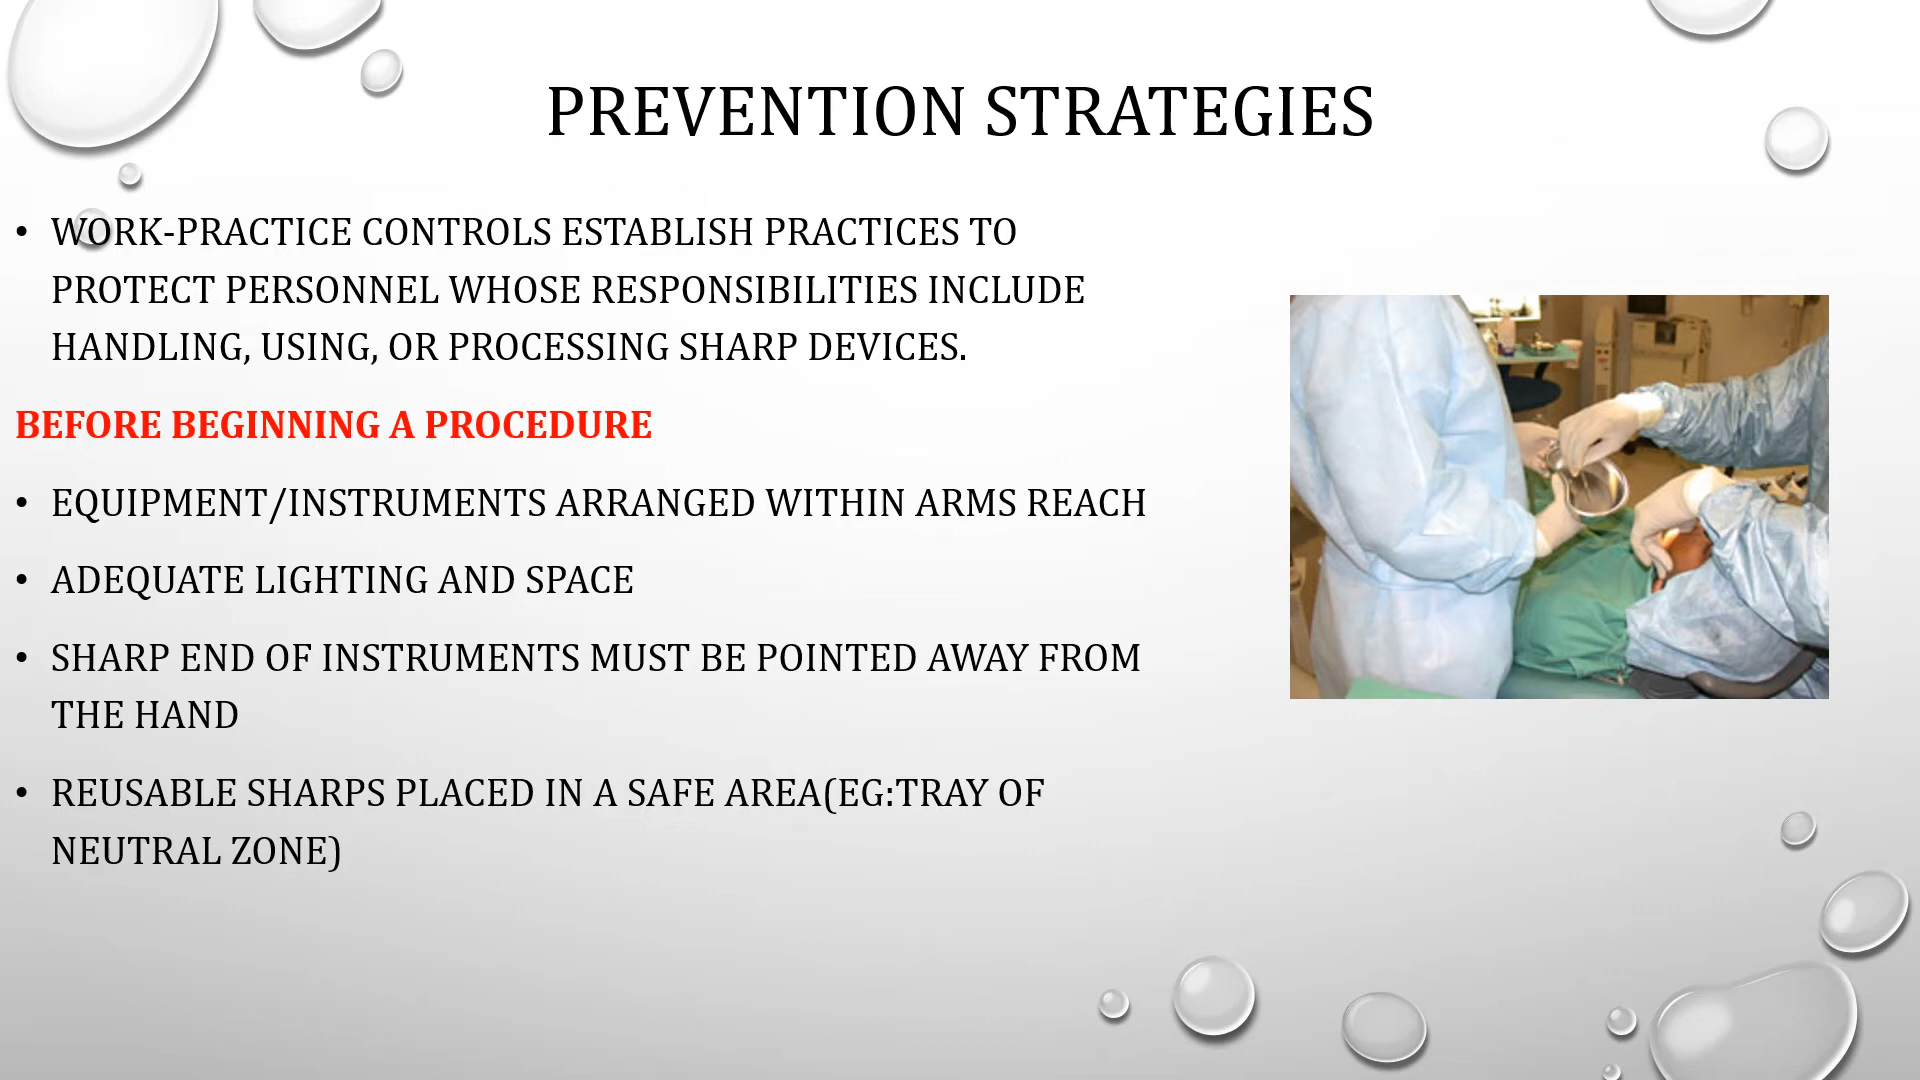 PREVENTION STRATEGIES
• WORK-PRACTICE CONTROLS ESTABLISH PRACTICES TO
PROTECT PERSONNEL WHOSE RESPONSIBILITIES INCLUDE
HANDLING, USING, OR PROCESSING SHARP DEVICES.
BEFORE BEGINNING A PROCEDURE
• EQUIPMENT/INSTRUMENTS ARRANGED WITHIN ARMS REACH
• ADEQUATE LIGHTING AND SPACE
• SHARP END OF INSTRUMENTS MUST BE POINTED AWAY FROM
THE HAND
• REUSABLE SHARPS PLACED IN A SAFE AREA(EG:TRAY OF
NEUTRAL ZONE)